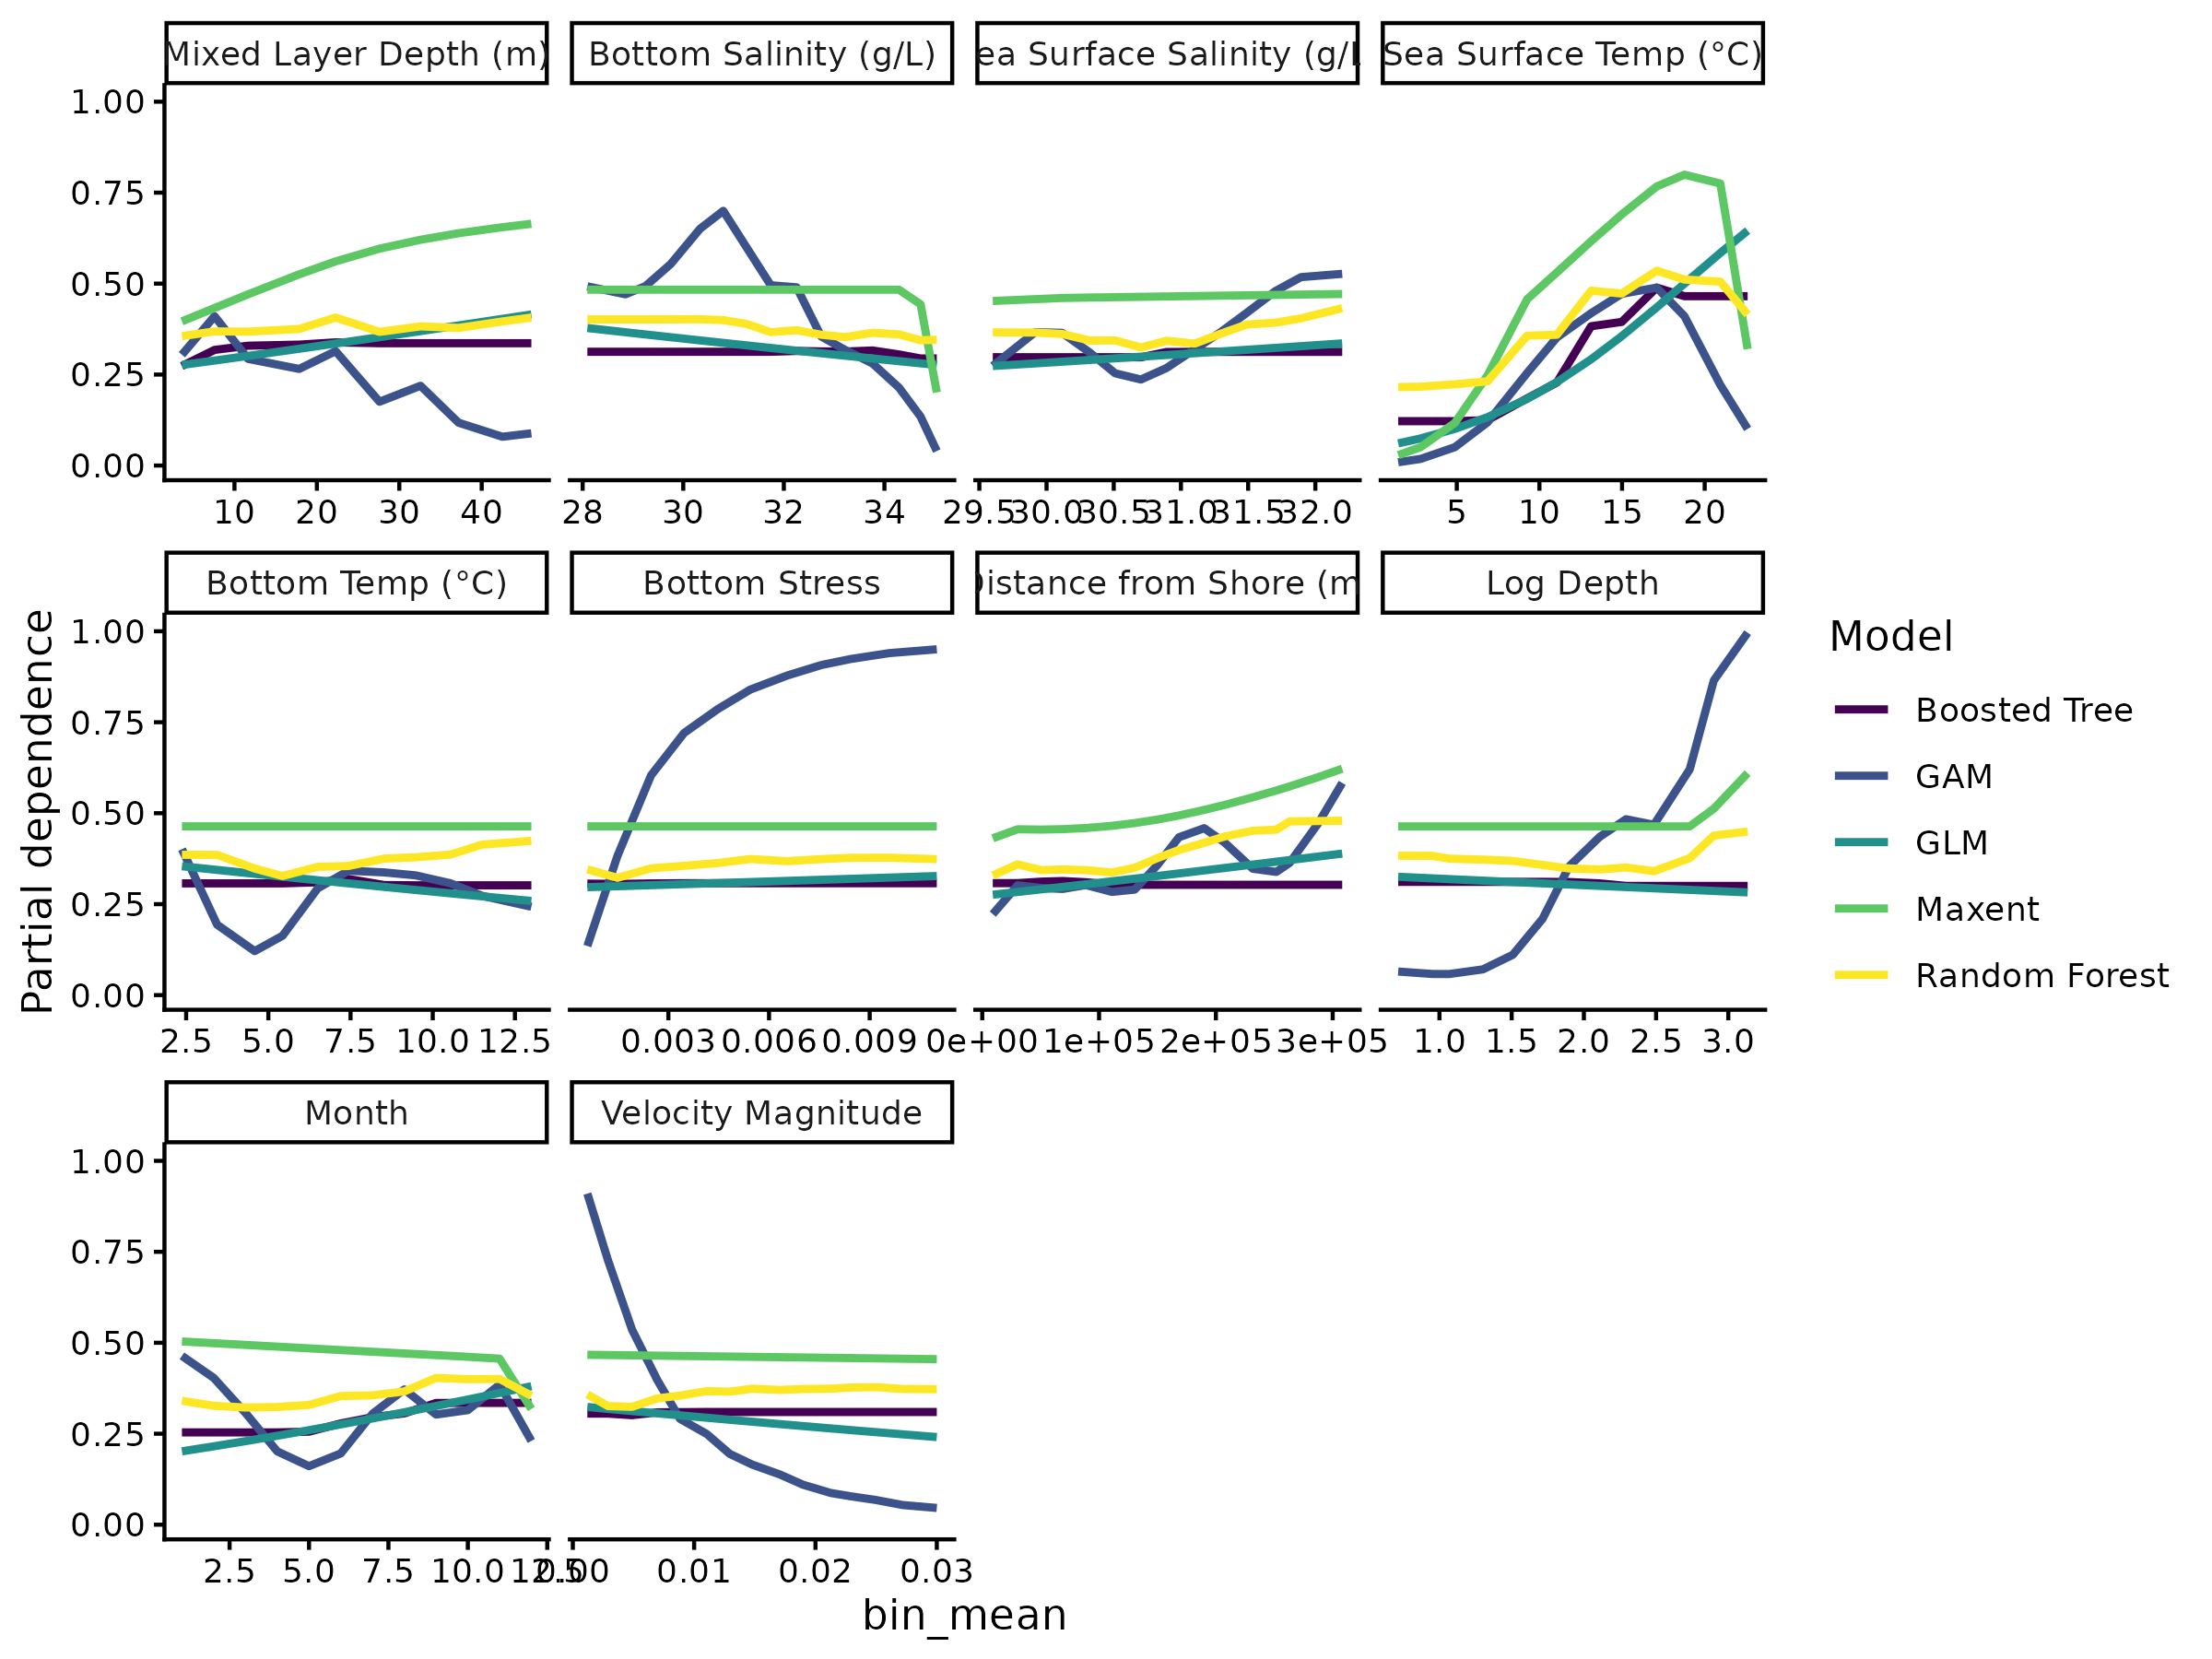 Mixed Layer Depth (m)
Bottom Salinity (g/L)
ea Surface Salinity (g/L
Sea Surface Temp (°C)
1.00
0.75
0.50
0.25
0.00
10 20 30 40
28 30 32 34
29.5 30.0 30.5 31.0 31.5 32.0
5 10 15 20
Bottom Temp (°C)
Bottom Stress
Distance from Shore (m
Log Depth
1.00
0.75
0.50
0.25
0.00
2.5 5.0 7.5 10.0 12.5
0.003 0.006 0.009
0e+00 1e+05 2e+05 3e+05
1.0 1.5 2.0 2.5 3.0
Month
Velocity Magnitude
1.00
0.75
0.50
0.25
0.00
2.5 5.0 7.5 10.0 12.5
0.00 0.01 0.02 0.03
Partial dependence
bin_mean
Model
Boosted Tree
GAM
GLM
Maxent
Random Forest